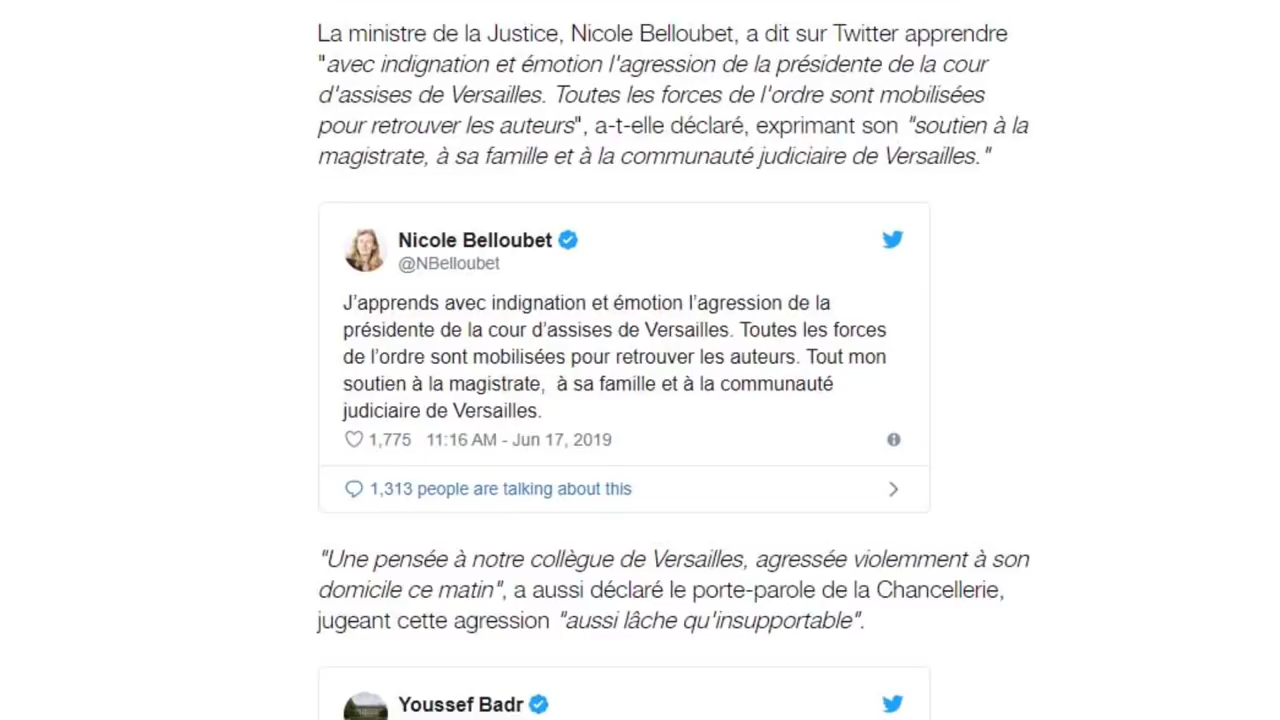 La ministre de la Justice, Nicole Belloubet, a dit sur Twitter apprendre
"avec indignation et émotion l'agression de la présidente de la cour
d'assises de Versailles. Toutes les forces de l'ordre sont mobilisées
pour retrouver les auteurs", a-t-elle déclaré, exprimant son "soutien à la
magistrate, à sa famille et à la communauté judiciaire de Versailles."
Nicole Belloubet
@NBelloubet
J’apprends avec indignation et émotion l’agression de la
présidente de la cour d’assises de Versailles. Toutes les forces
de l’ordre sont mobilisées pour retrouver les auteurs. Tout mon
soutien à la magistrate,  à sa famille et à la communauté
judiciaire de Versailles.
1,775 11:16 AM - Jun 17, 2019
1,313 people are talking about this
"Une pensée à notre collègue de Versailles, agressée violemment à son
domicile ce matin", a aussi déclaré le porte-parole de la Chancellerie,
jugeant cette agression "aussi lâche qu'insupportable".
Youssef Badr